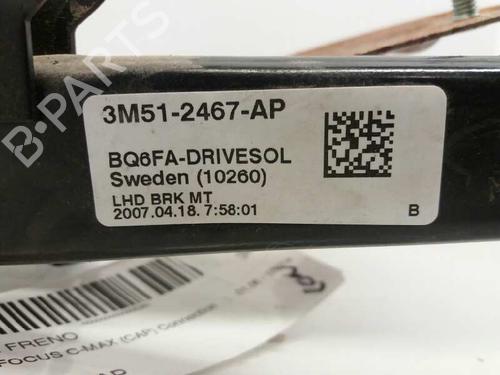 3M51-2467-AP
BQ6FA-DRIVESOL
Sweden (10260)
LHD BRK MT
2007.04.18. 7:58:01
B
FRENO
FOCUS C-MAX (CAP) Connection